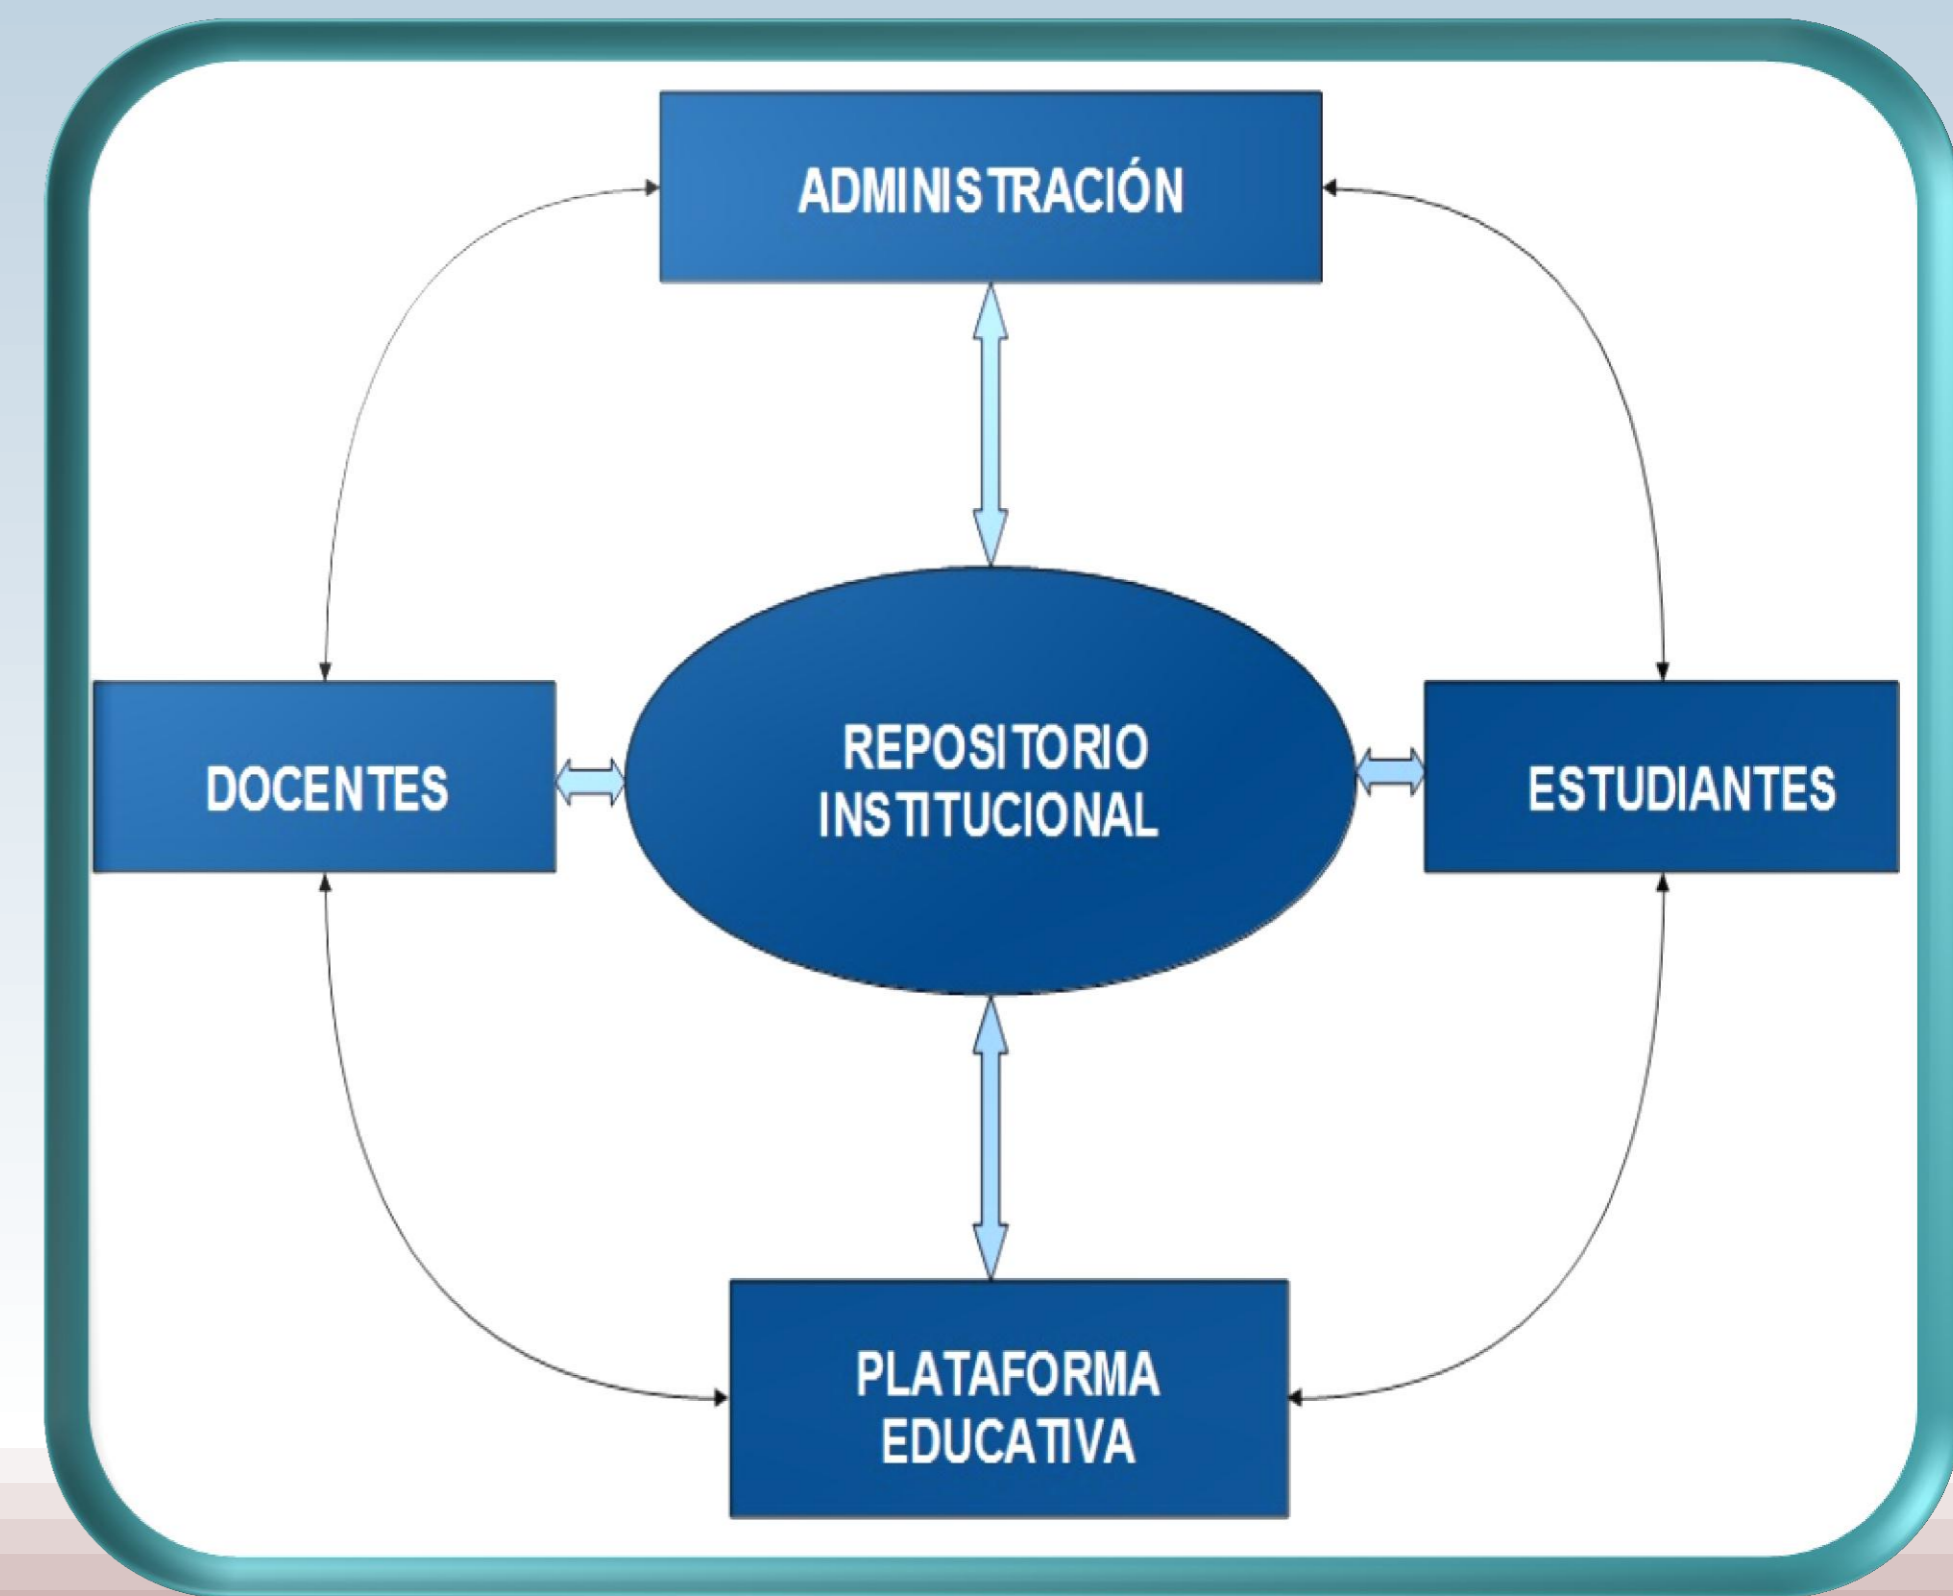 ADMINISTRACIÓN
DOCENTES
REPOSITORIO
INSTITUCIONAL
ESTUDIANTES
PLATAFORMA
EDUCATIVA